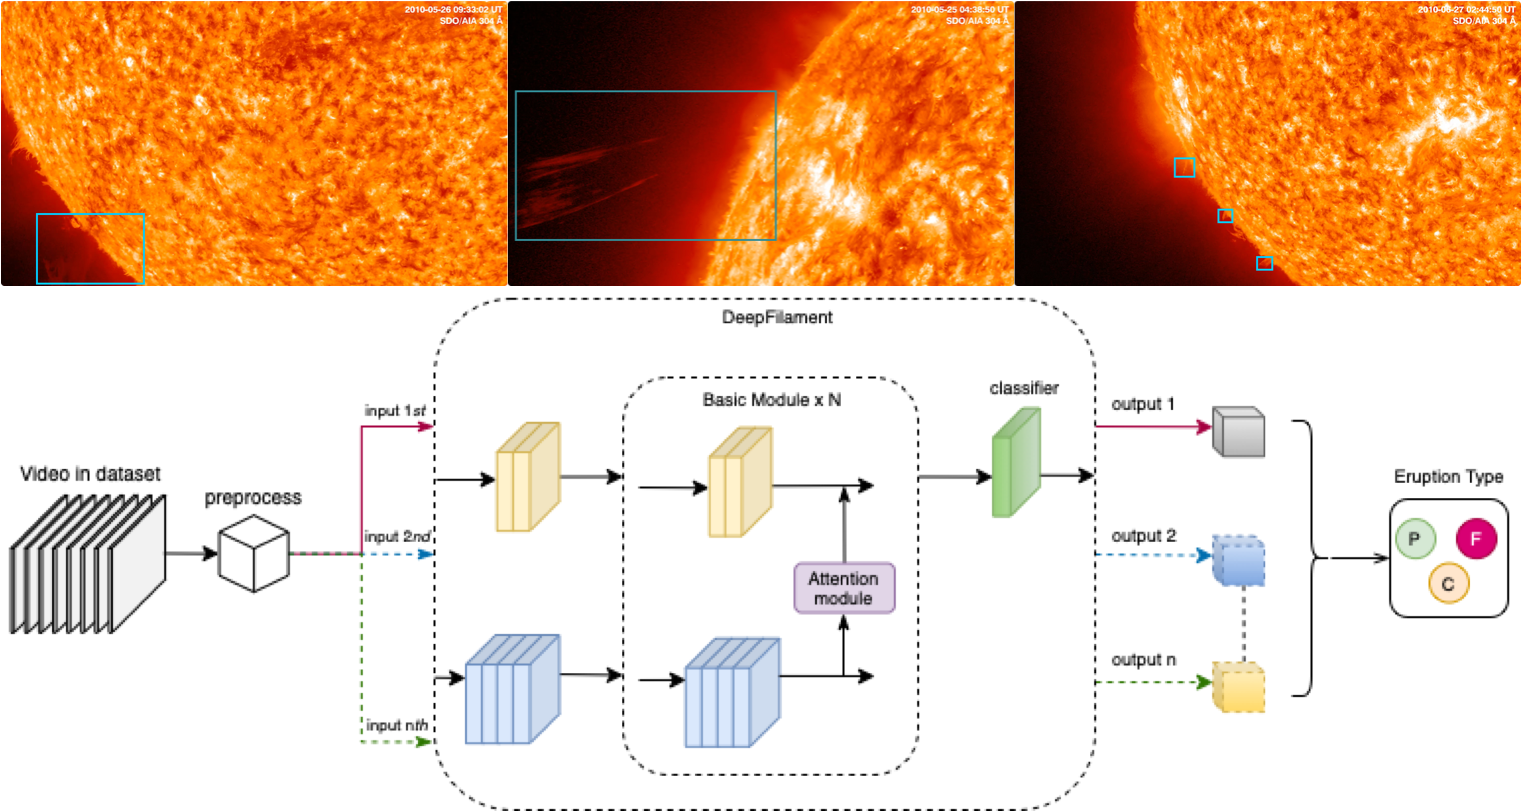 2010-05-26 09:33:02 UT
SDO/AIA 304 Å
2010-05-25 04:38:50 UT
SDO/AIA 304 Å
2010-06-27 02:44:50 UT
SDO/AIA 304 Å
DeepFilament
Basic Module x N
classifier
input 1st
output 1
Video in dataset
preprocess
Eruption Type
input 2nd
output 2
P
F
C
Attention
module
output n
input nth